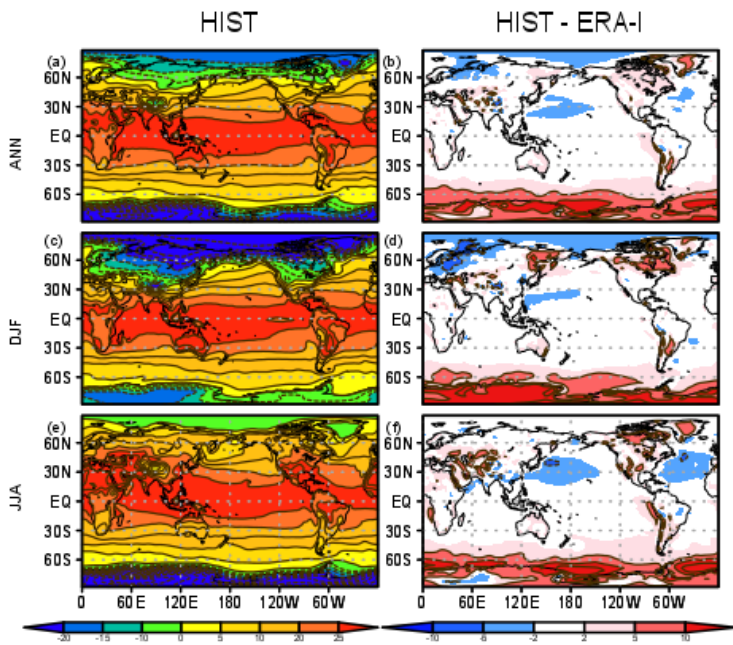 HIST HIST - ERA-I
(a) (b)
60N 60N
30N 30N
ANN EQ EQ
30S 30S
60S 60S
(c) (d)
60N 60N
30N 30N
DJF EQ EQ
30S 30S
60S 60S
(e) (f)
60N 60N
30N 30N
JJA EQ EQ
30S 30S
60S 60S
0 60E 120E 180 120W 60W 0 60E 120E 180 120W 60W
-20 -15 -10 0 5 10 20 25 -10 -5 -2 2 5 10